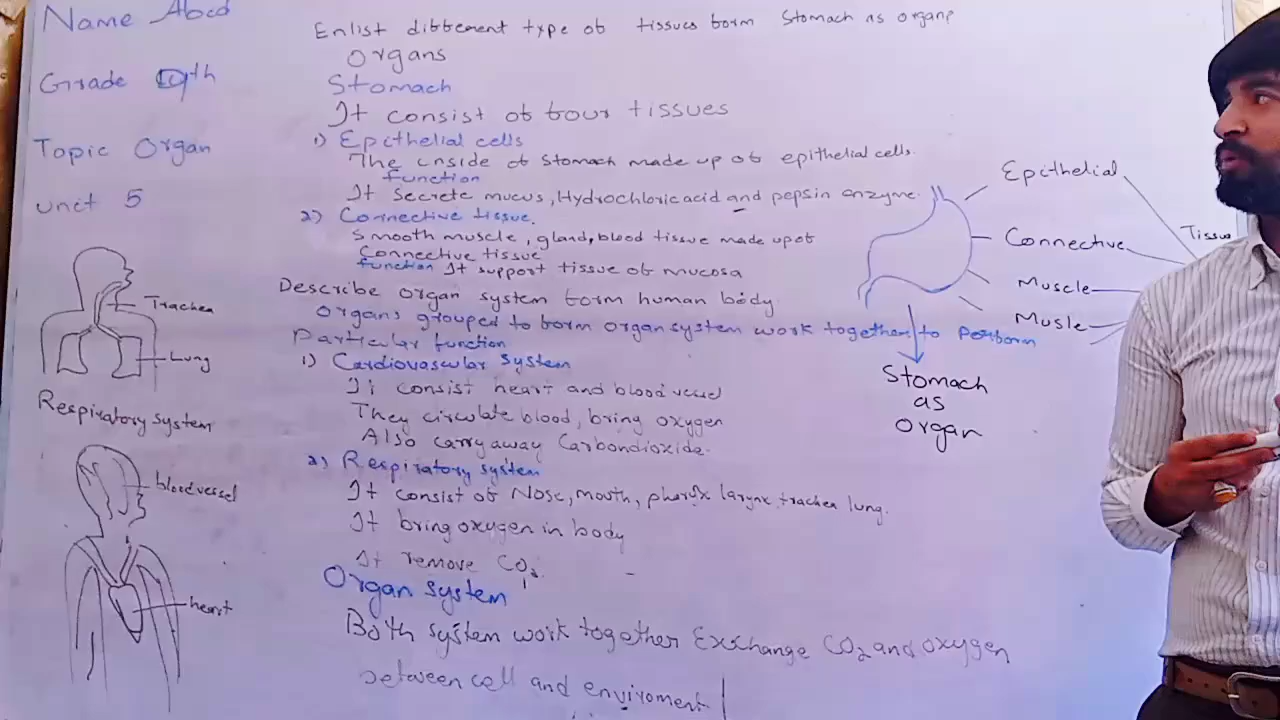 Name Abcd
Grade 9th
Topic Organ
unit 5
Trachea
Lung
Respiratory system
blood vessel
heart
Enlist different type of tissues form Stomach as organ?
Organs
Stomach
It consist of four tissues
1) Epithelial cells
The inside of stomach made up of epithelial cells.
function
It secrete mucus, Hydrochloric acid and pepsin enzyme.
2) Connective tissue.
Smooth muscle, gland, blood tissue made up of
Connective tissue
function It support tissue of mucosa
Describe organ system form human body.
Organs grouped to form organ system work together to Perform
Particular function
1) Cardiovascular system
It consist heart and blood vessel
They circulate blood, bring oxygen
Also carry away Carbondioxide.
2) Respiratory system
It consist of Nose, mouth, pharyx larynx, trachea lung.
It bring oxygen in body
It remove CO2.
Organ system
Both system work together Exchange CO2 and oxygen
between cell and enviroment
Epithelial
Connective
Muscle
Musle
Tissue
Stomach
as
organ